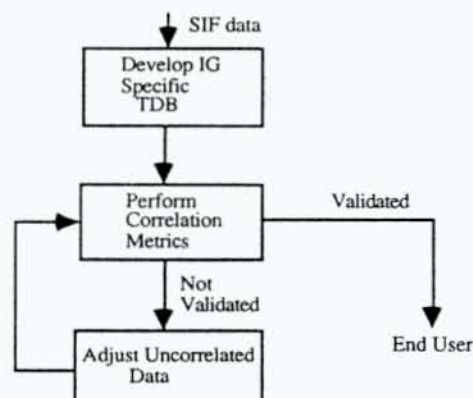 SIF data
Develop IG
Specific
TDB
Perform
Correlation
Metrics
Validated
Not
Validated
End User
Adjust Uncorrelated
Data